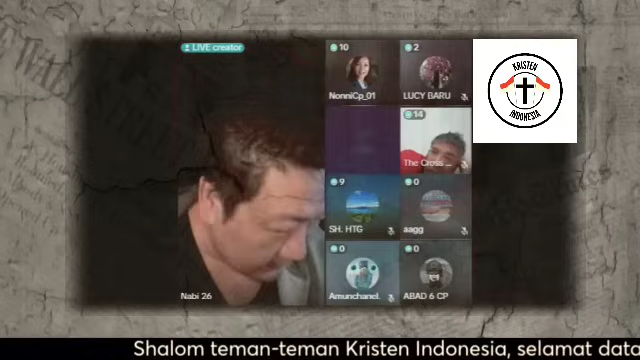 LIVE creator
10
2
NonniCp_01
LUCY BARU
14
The Cross ...
9
0
SH. HTG
aagg
0
0
Nabi 26
Amunchanel.
ABAD 6 CP
KRISTEN
INDONESIA
Shalom teman-teman Kristen Indonesia, selamat data